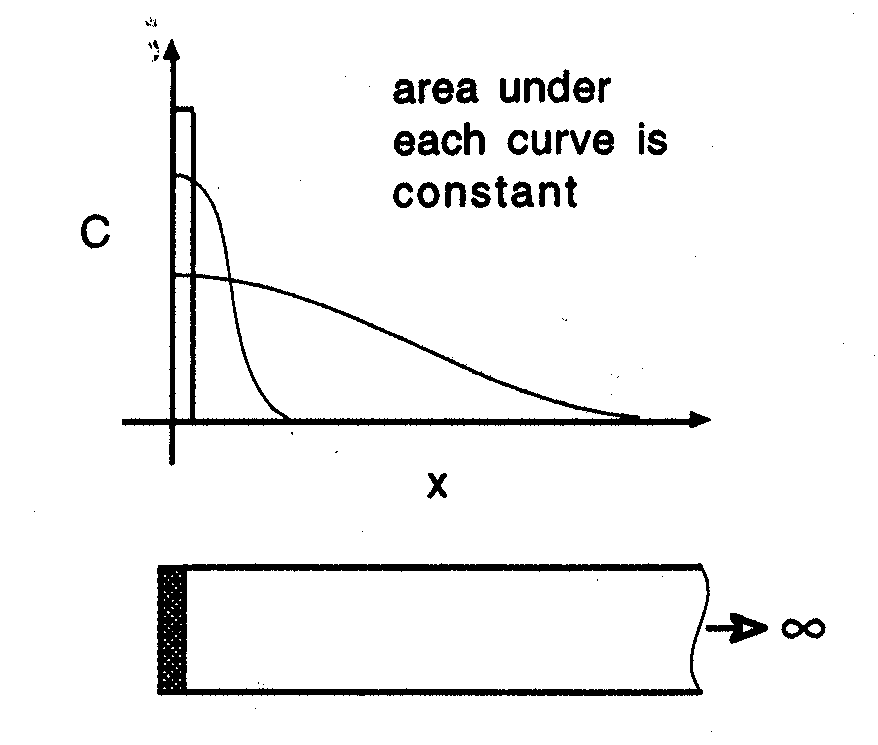 area under
each curve is
constant
C
x
∞